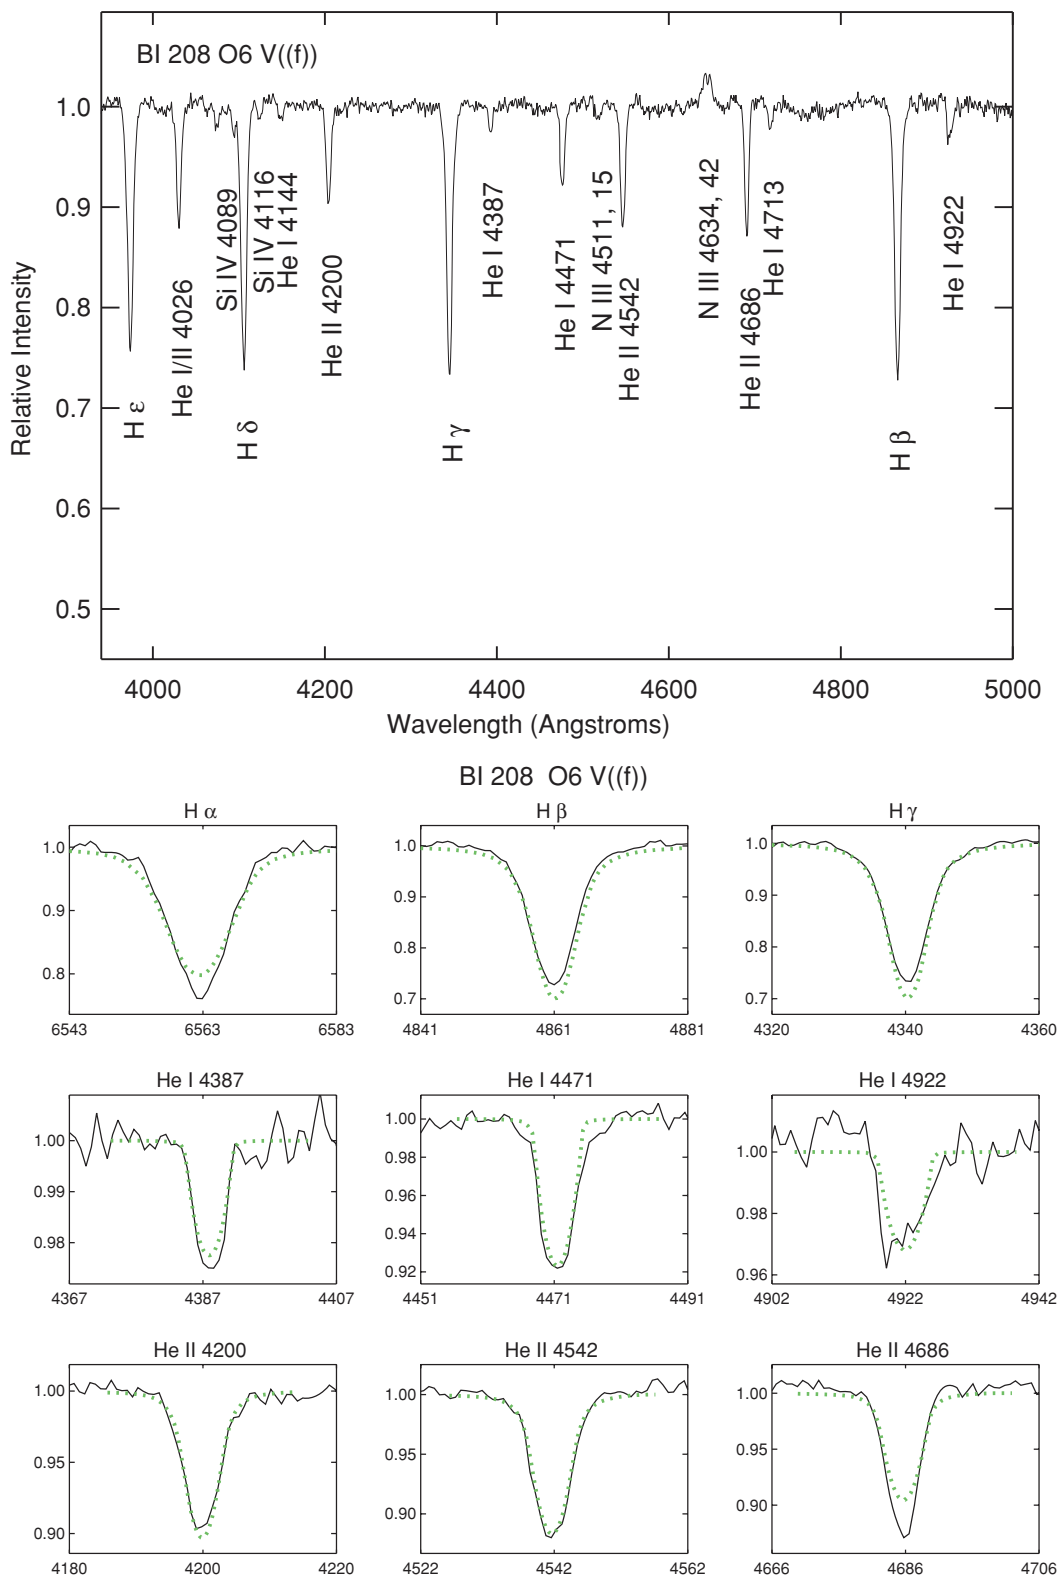 BI 208 O6 V((f))
1.0
0.9
0.8
0.7
0.6
0.5
Relative Intensity
H ε
He I/II 4026
Si IV 4089
H δ
Si IV 4116
He I 4144
He II 4200
H γ
He I 4387
He I 4471
N III 4511, 15
He II 4542
N III 4634, 42
He II 4686
He I 4713
H β
He I 4922
4000 4200 4400 4600 4800 5000
Wavelength (Angstroms)
BI 208 O6 V((f))
H α
1.0
0.9
0.8
6543 6563 6583
H β
1.0
0.9
0.8
0.7
4841 4861 4881
H γ
1.0
0.9
0.8
0.7
4320 4340 4360
He I 4387
1.00
0.99
0.98
4367 4387 4407
He I 4471
1.00
0.98
0.96
0.94
0.92
4451 4471 4491
He I 4922
1.00
0.98
0.96
4902 4922 4942
He II 4200
1.00
0.95
0.90
4180 4200 4220
He II 4542
1.00
0.95
0.90
4522 4542 4562
He II 4686
1.00
0.95
0.90
4666 4686 4706